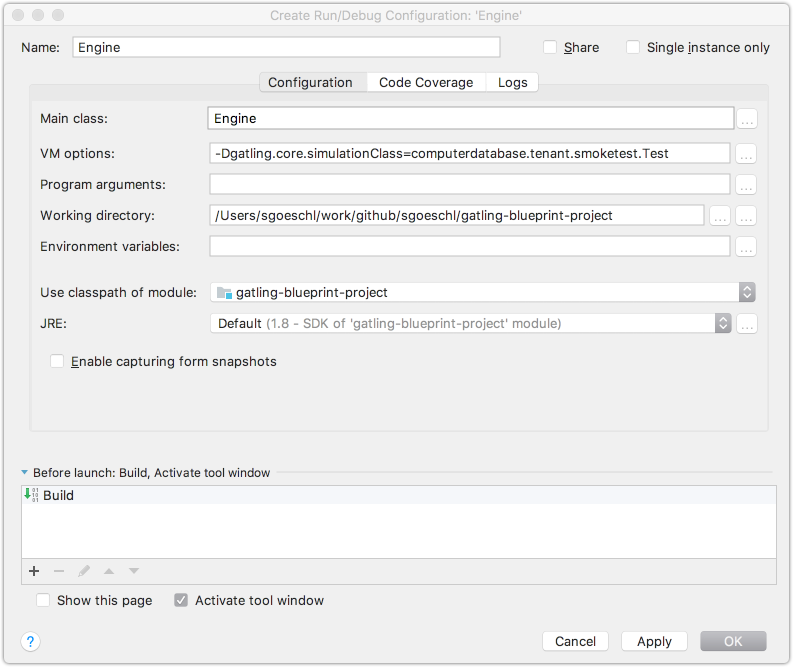 Create Run/Debug Configuration: 'Engine'
Name: Engine Share Single instance only
Configuration Code Coverage Logs
Main class: Engine ...
VM options: -Dgatling.core.simulationClass=computerdatabase.tenant.smoketest.Test ...
Program arguments: ...
Working directory: /Users/sgoeschl/work/github/sgoeschl/gatling-blueprint-project ... ...
Environment variables: ...
Use classpath of module: gatling-blueprint-project
JRE: Default (1.8 - SDK of 'gatling-blueprint-project' module) ...
Enable capturing form snapshots
Before launch: Build, Activate tool window
Build
Show this page Activate tool window
? Cancel Apply OK